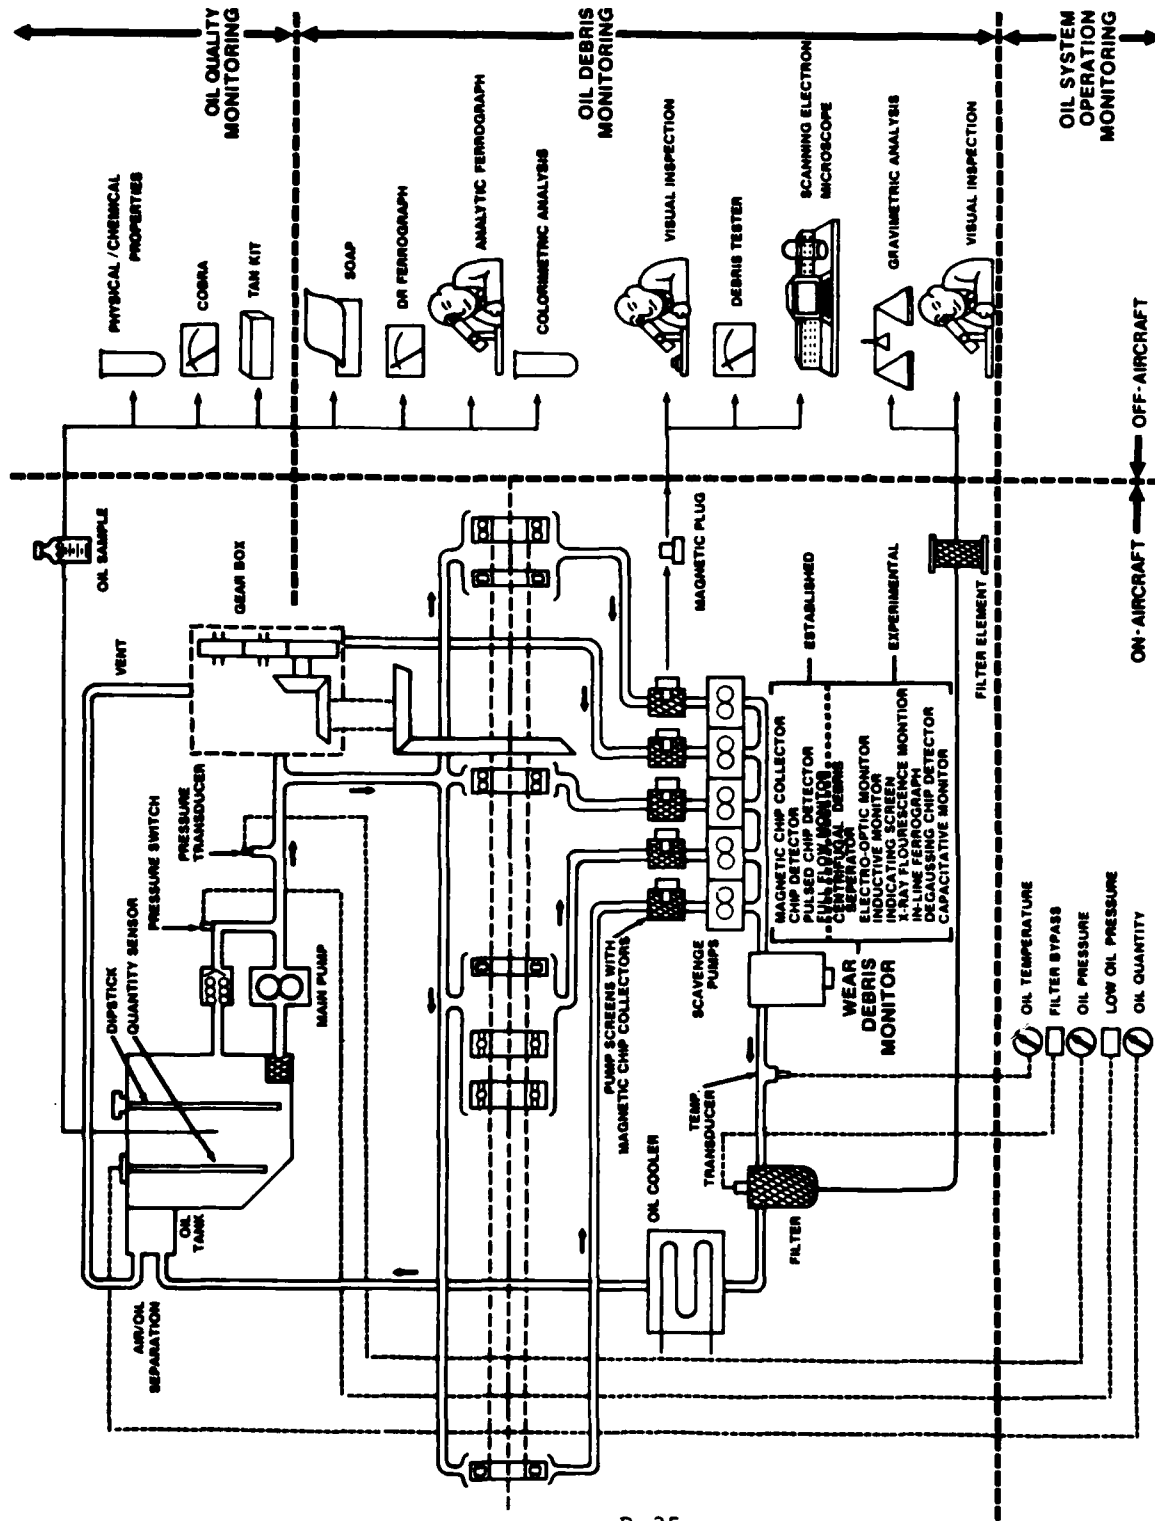 OIL QUALITY
MONITORING
OIL DEBRIS
MONITORING
OIL SYSTEM
OPERATION
MONITORING
PHYSICAL/CHEMICAL
PROPERTIES
COBRA
TAN KIT
SOAP
DR FERROGRAPH
ANALYTIC FERROGRAPH
COLORIMETRIC ANALYSIS
VISUAL INSPECTION
DEBRIS TESTER
SCANNING ELECTRON
MICROSCOPE
GRAVIMETRIC ANALYSIS
VISUAL INSPECTION
OFF-AIRCRAFT
ON-AIRCRAFT
OIL SAMPLE
GEAR BOX
VENT
MAGNETIC PLUG
FILTER ELEMENT
PRESSURE
TRANSDUCER
PRESSURE SWITCH
DIPSTICK
QUANTITY SENSOR
MAIN PUMP
OIL
TANK
AIR/OIL
SEPARATION
PUMP SCREENS WITH
MAGNETIC CHIP COLLECTORS
SCAVENGE
PUMPS
ESTABLISHED
EXPERIMENTAL
MAGNETIC CHIP COLLECTOR
CHIP DETECTOR
PULSED CHIP DETECTOR
FULL FLOW MONITOR
CENTRIFUGAL DEBRIS
SEPERATOR
ELECTRO-OPTIC MONITOR
INDUCTIVE MONITOR
INDICATING SCREEN
X-RAY FLOURESCENCE MONITIOR
IN-LINE FERROGRAPH
DEGAUSSING CHIP DETECTOR
CAPACITATIVE MONITOR
WEAR
DEBRIS
MONITOR
TEMP.
TRANSDUCER
OIL COOLER
FILTER
OIL TEMPERATURE
FILTER BYPASS
OIL PRESSURE
LOW OIL PRESSURE
OIL QUANTITY